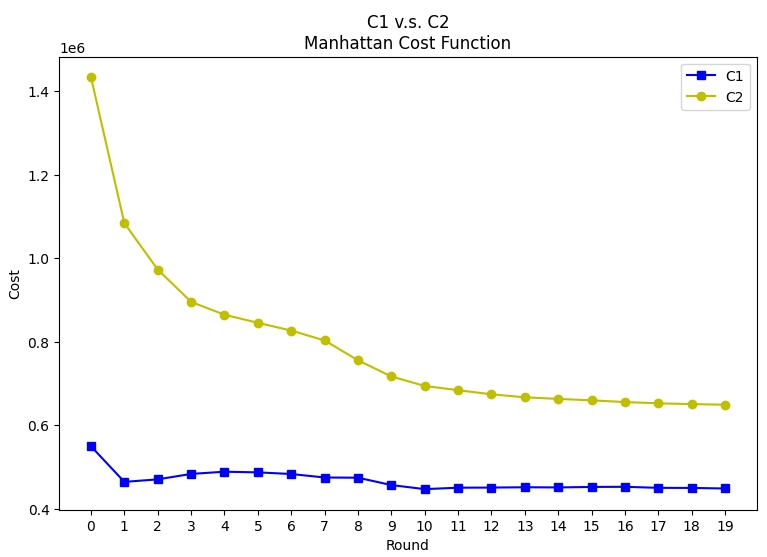 C1 v.s. C2
Manhattan Cost Function
1e6
C1
C2
1.4
1.2
1.0
0.8
0.6
0.4
Cost
0 1 2 3 4 5 6 7 8 9 10 11 12 13 14 15 16 17 18 19
Round